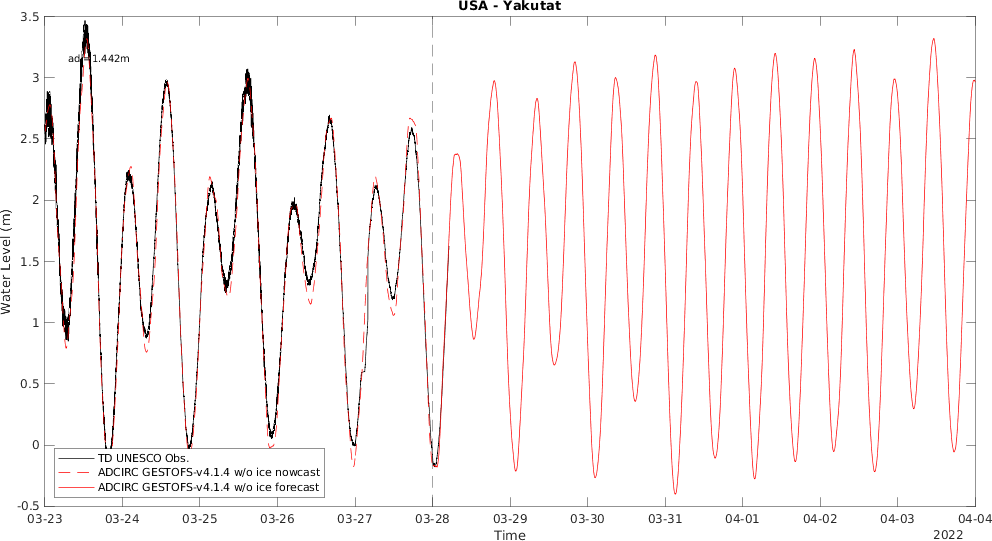 USA - Yakutat
3.5
3
2.5
2
1.5
1
0.5
0
-0.5
Water Level (m)
1.442m
TD UNESCO Obs.
ADCIRC GESTOFS-v4.1.4 w/o ice nowcast
ADCIRC GESTOFS-v4.1.4 w/o ice forecast
03-23 03-24 03-25 03-26 03-27 03-28 03-29 03-30 03-31 04-01 04-02 04-03 04-04
Time
2022